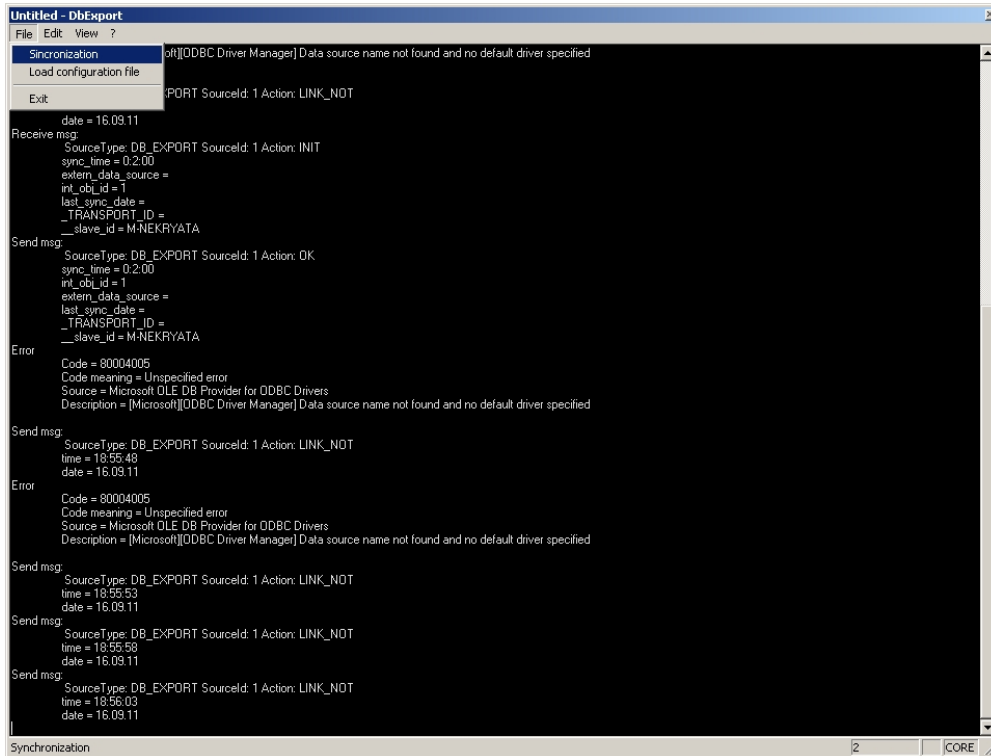 Untitled - DbExport
File Edit View ?
Sincronization
Load configuration file
Exit
oft][ODBC Driver Manager] Data source name not found and no default driver specified
SourceId: 1 Action: LINK_NOT
date = 16.09.11
Receive msg:
SourceType: DB_EXPORT SourceId: 1 Action: INIT
sync_time = 0:2:00
extern_data_source =
int_obj_id = 1
last_sync_date =
_TRANSPORT_ID =
__slave_id = M-NEKRYATA
Send msg:
SourceType: DB_EXPORT SourceId: 1 Action: OK
sync_time = 0:2:00
int_obj_id = 1
extern_data_source =
last_sync_date =
_TRANSPORT_ID =
__slave_id = M-NEKRYATA
Error
Code = 80004005
Code meaning = Unspecified error
Source = Microsoft OLE DB Provider for ODBC Drivers
Description = [Microsoft][ODBC Driver Manager] Data source name not found and no default driver specified
Send msg:
SourceType: DB_EXPORT SourceId: 1 Action: LINK_NOT
time = 18:55:48
date = 16.09.11
Error
Code = 80004005
Code meaning = Unspecified error
Source = Microsoft OLE DB Provider for ODBC Drivers
Description = [Microsoft][ODBC Driver Manager] Data source name not found and no default driver specified
Send msg:
SourceType: DB_EXPORT SourceId: 1 Action: LINK_NOT
time = 18:55:53
date = 16.09.11
Send msg:
SourceType: DB_EXPORT SourceId: 1 Action: LINK_NOT
time = 18:55:58
date = 16.09.11
Send msg:
SourceType: DB_EXPORT SourceId: 1 Action: LINK_NOT
time = 18:56:03
date = 16.09.11
Synchronization 2 CORE